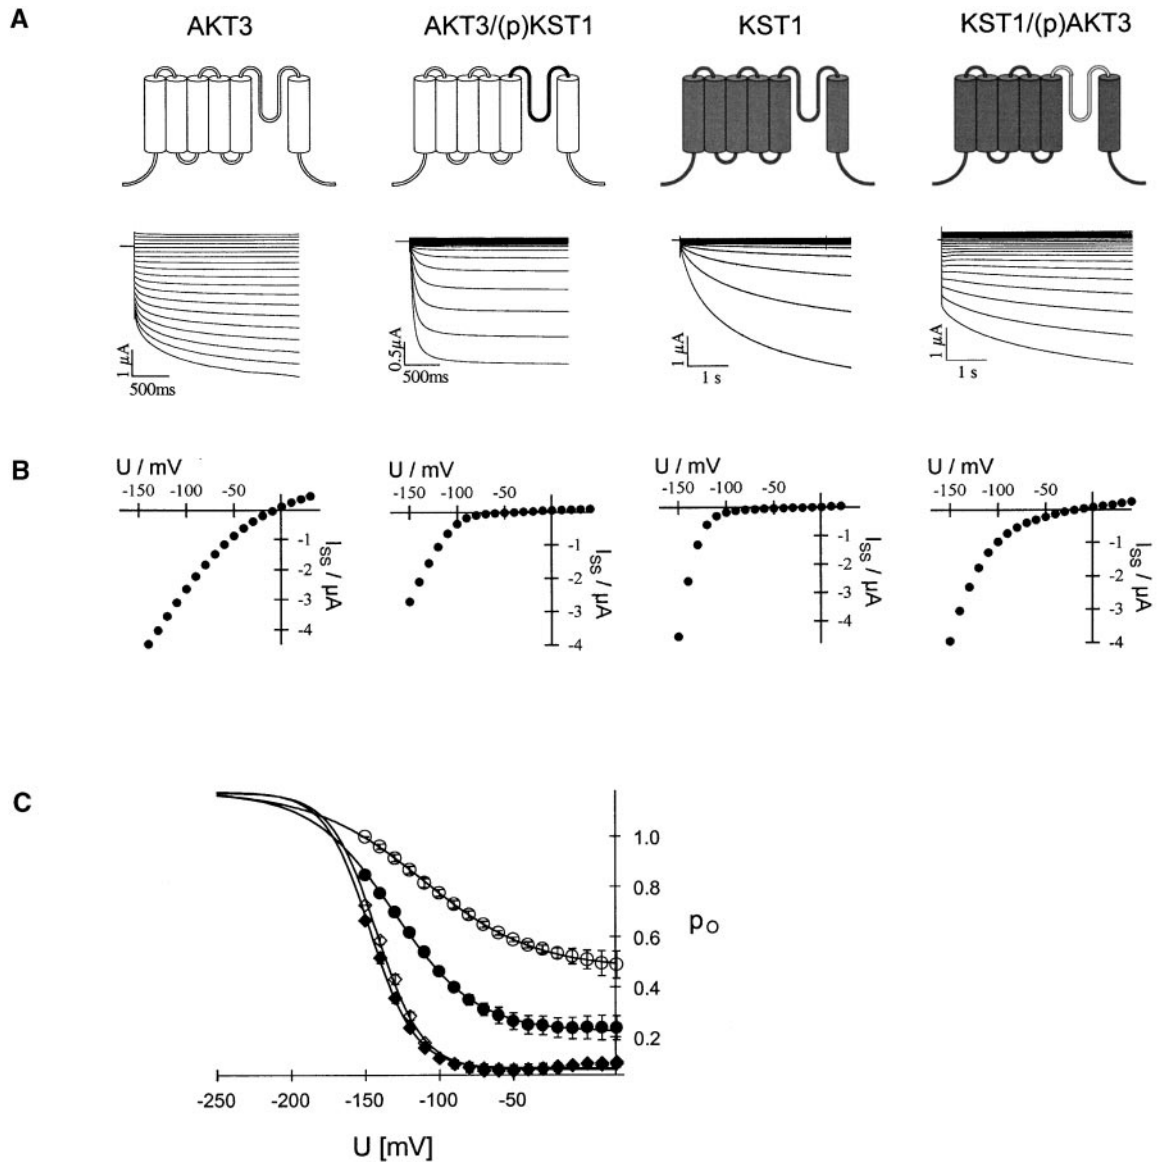 A
AKT3
AKT3/(p)KST1
KST1
KST1/(p)AKT3
1 μA
500ms
0.5μA
500ms
1 μA
1 s
1 μA
1 s
B
U / mV
-150 -100 -50
-1
-2
-3
-4
Iss / μA
U / mV
-150 -100 -50
-1
-2
-3
-4
Iss / μA
U / mV
-150 -100 -50
-1
-2
-3
-4
Iss / μA
U / mV
-150 -100 -50
-1
-2
-3
-4
Iss / μA
C
1.0
0.8
0.6
0.4
0.2
pO
-250 -200 -150 -100 -50
U [mV]